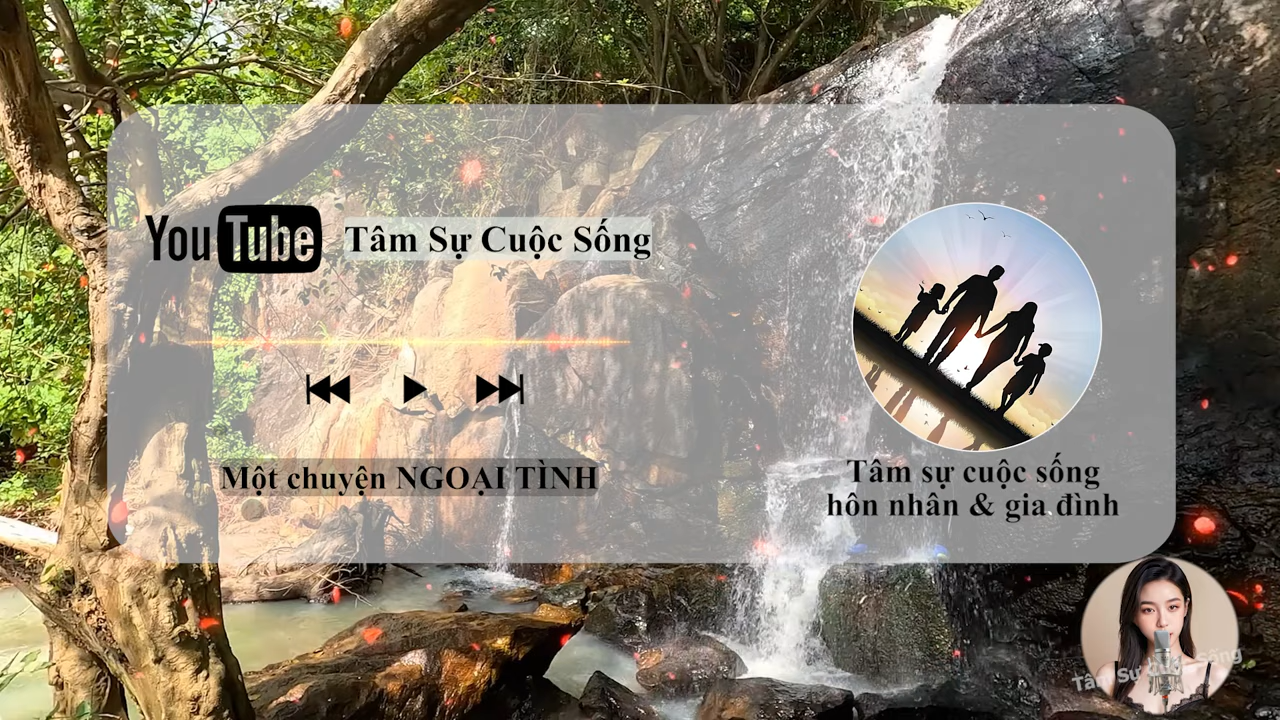 YouTube Tâm Sự Cuộc Sống
Một chuyện NGOẠI TÌNH
Tâm sự cuộc sống
hôn nhân & gia đình
Tâm Sự Cuộc Sống